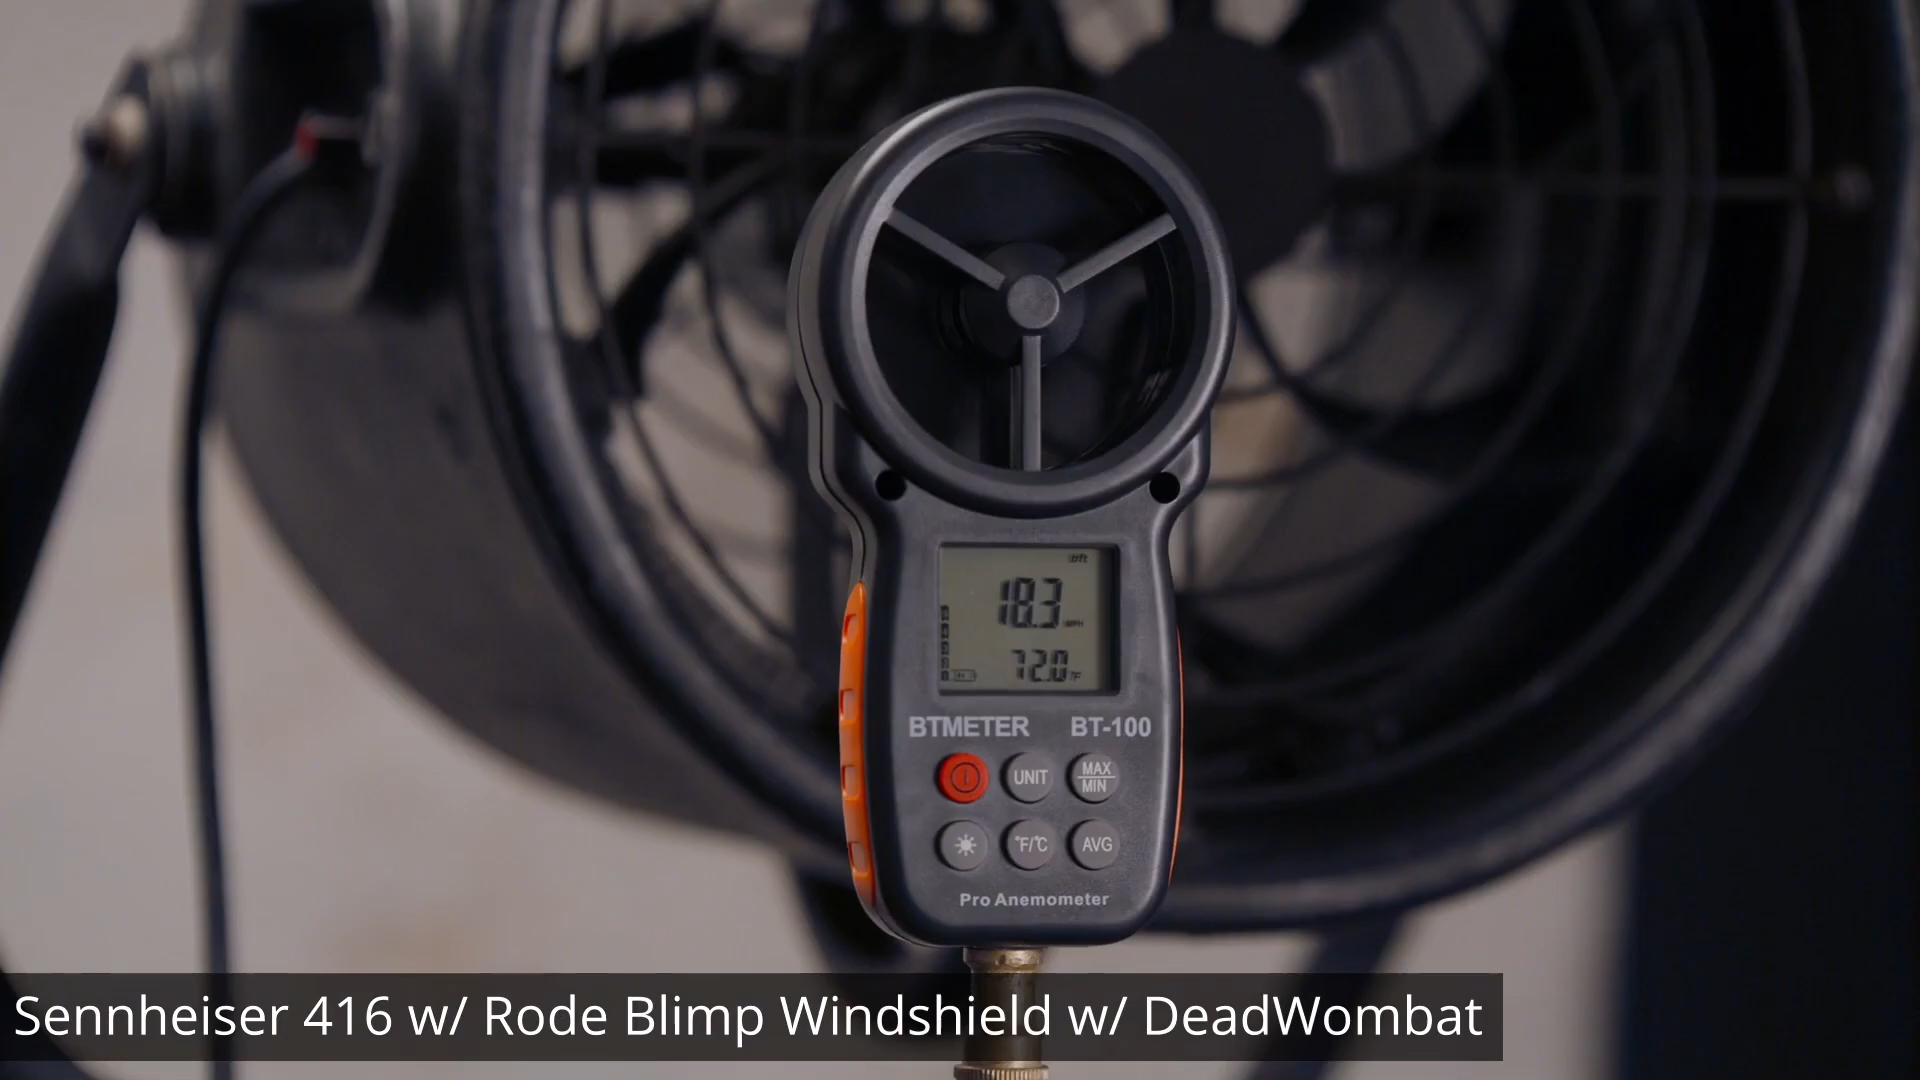 18.3 MPH
72.0 °F
BTMETER BT-100
UNIT
MAX
MIN
°F/°C
AVG
Pro Anemometer
Sennheiser 416 w/ Rode Blimp Windshield w/ DeadWombat